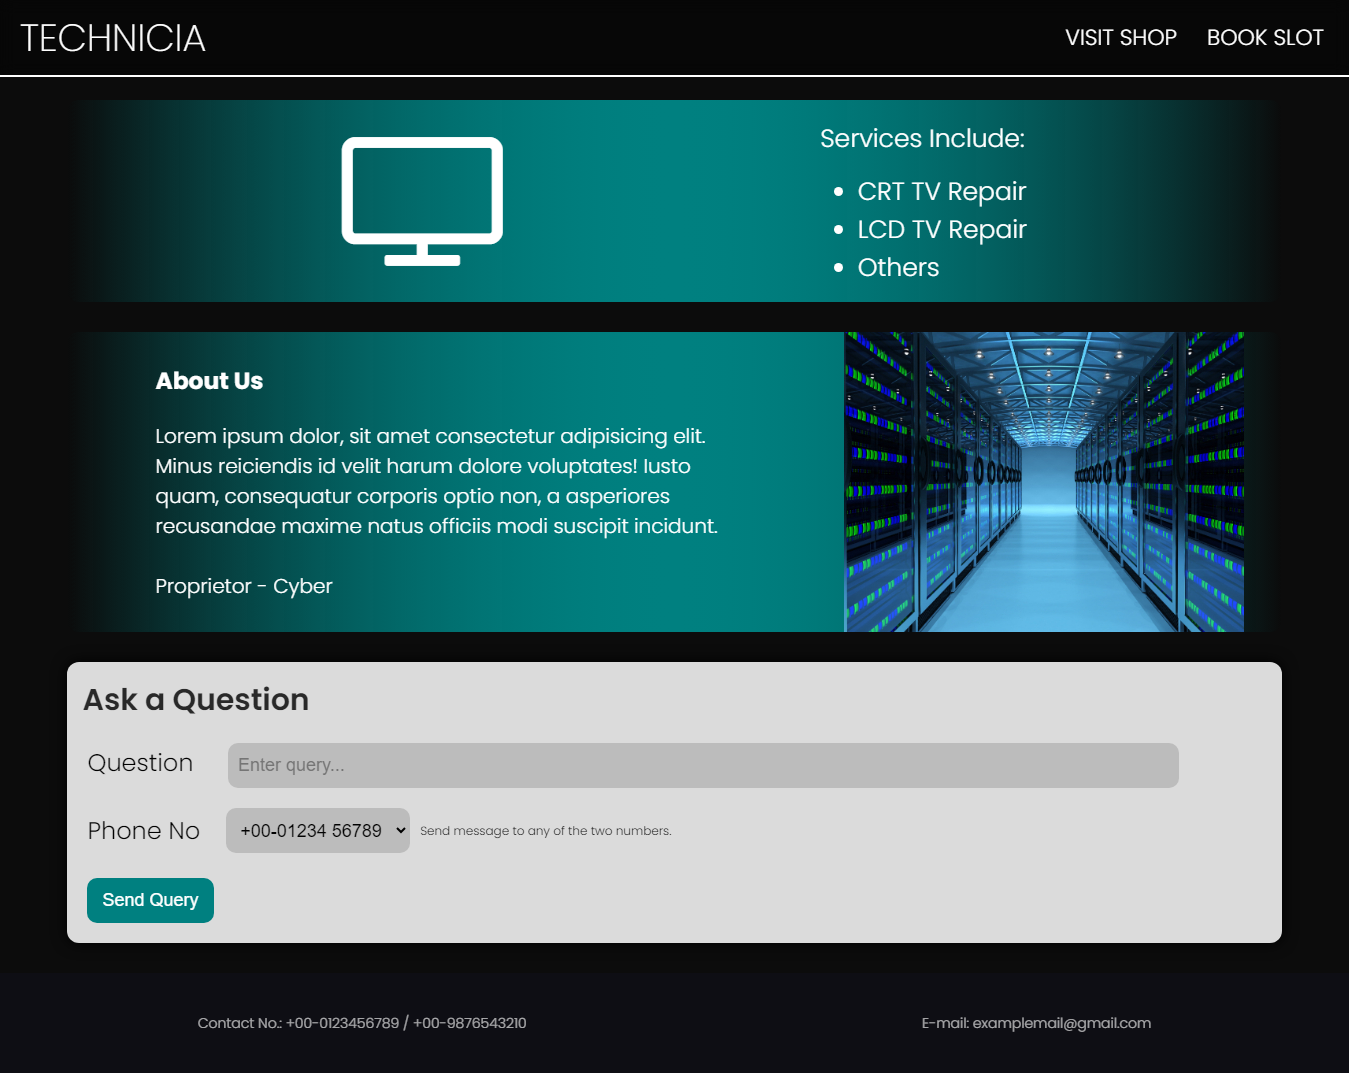 TECHNICIA
VISIT SHOP
BOOK SLOT
Services Include:
• CRT TV Repair
• LCD TV Repair
• Others
About Us
Lorem ipsum dolor, sit amet consectetur adipisicing elit.
Minus reiciendis id velit harum dolore voluptates! Iusto
quam, consequatur corporis optio non, a asperiores
recusandae maxime natus officiis modi suscipit incidunt.
Proprietor - Cyber
Ask a Question
Question
Enter query...
Phone No
+00-01234 56789
Send message to any of the two numbers.
Send Query
Contact No.: +00-0123456789 / +00-9876543210
E-mail: examplemail@gmail.com